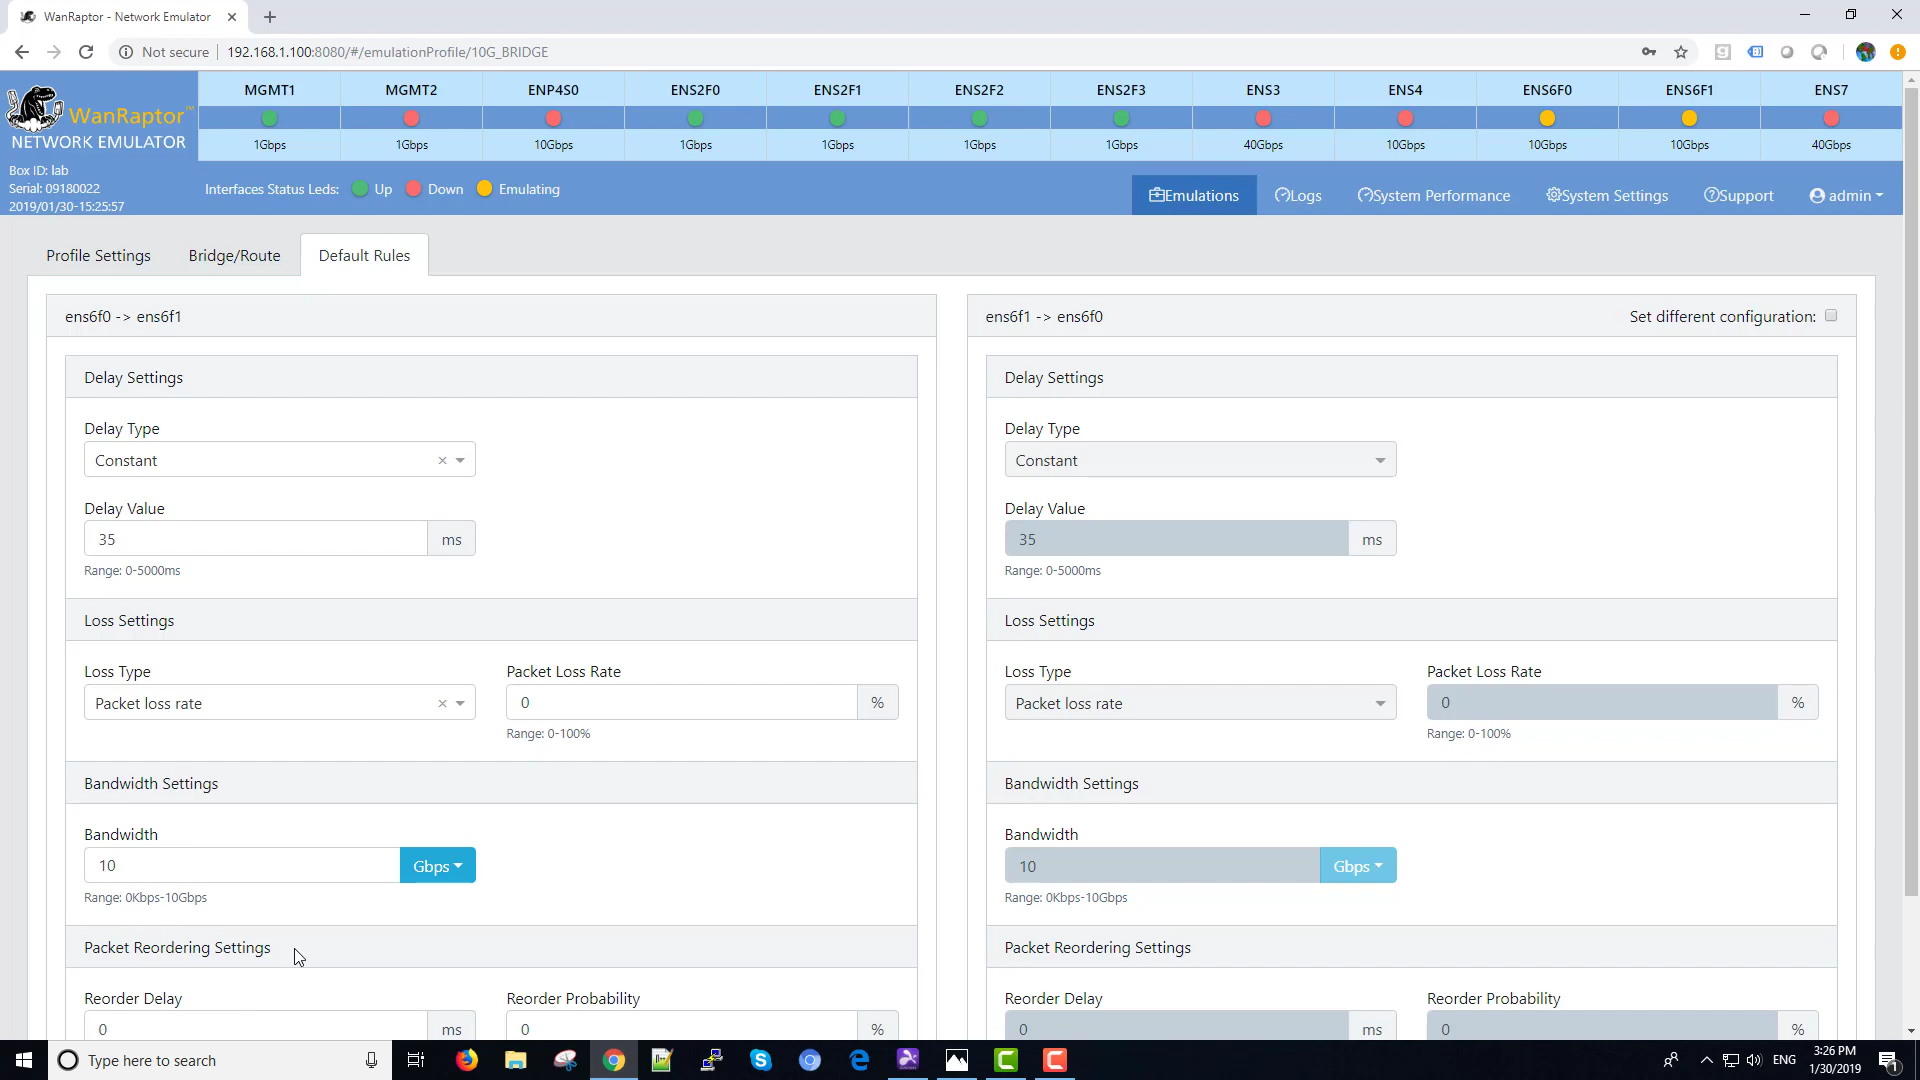 WanRaptor - Network Emulator
Not secure 192.168.1.100:8080/#/emulationProfile/10G_BRIDGE
WanRaptor™
NETWORK EMULATOR
MGMT1 MGMT2 ENP4S0 ENS2F0 ENS2F1 ENS2F2 ENS2F3 ENS3 ENS4 ENS6F0 ENS6F1 ENS7
1Gbps 1Gbps 10Gbps 1Gbps 1Gbps 1Gbps 1Gbps 40Gbps 10Gbps 10Gbps 10Gbps 40Gbps
Box ID: lab
Serial: 09180022
2019/01/30-15:25:57
Interfaces Status Leds: Up Down Emulating
Emulations Logs System Performance System Settings Support admin
Profile Settings Bridge/Route Default Rules
ens6f0 -> ens6f1
Delay Settings
Delay Type
Constant
Delay Value
35 ms
Range: 0-5000ms
Loss Settings
Loss Type Packet Loss Rate
Packet loss rate 0 %
Range: 0-100%
Bandwidth Settings
Bandwidth
10 Gbps
Range: 0Kbps-10Gbps
Packet Reordering Settings
Reorder Delay Reorder Probability
0 ms 0 %
ens6f1 -> ens6f0 Set different configuration:
Delay Settings
Delay Type
Constant
Delay Value
35 ms
Range: 0-5000ms
Loss Settings
Loss Type Packet Loss Rate
Packet loss rate 0 %
Range: 0-100%
Bandwidth Settings
Bandwidth
10 Gbps
Range: 0Kbps-10Gbps
Packet Reordering Settings
Reorder Delay Reorder Probability
0 ms 0 %
Type here to search
ENG
3:26 PM
1/30/2019
1